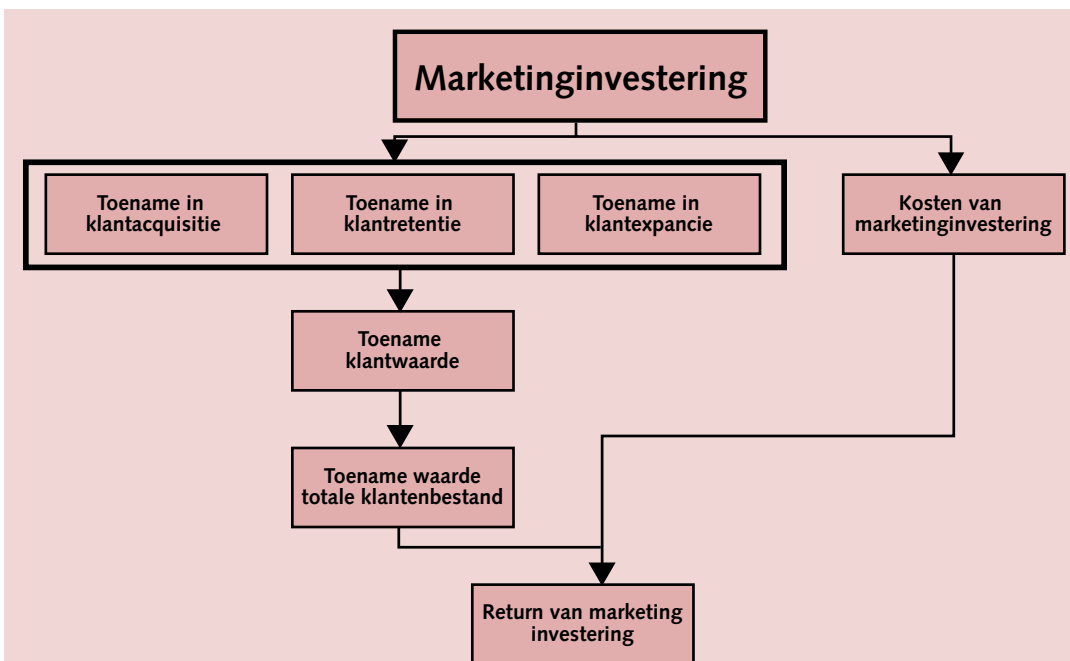 Marketinginvestering
Toename in
klantacquisitie
Toename in
klantretentie
Toename in
klantexpancie
Kosten van
marketinginvestering
Toename
klantwaarde
Toename waarde
totale klantenbestand
Return van marketing
investering